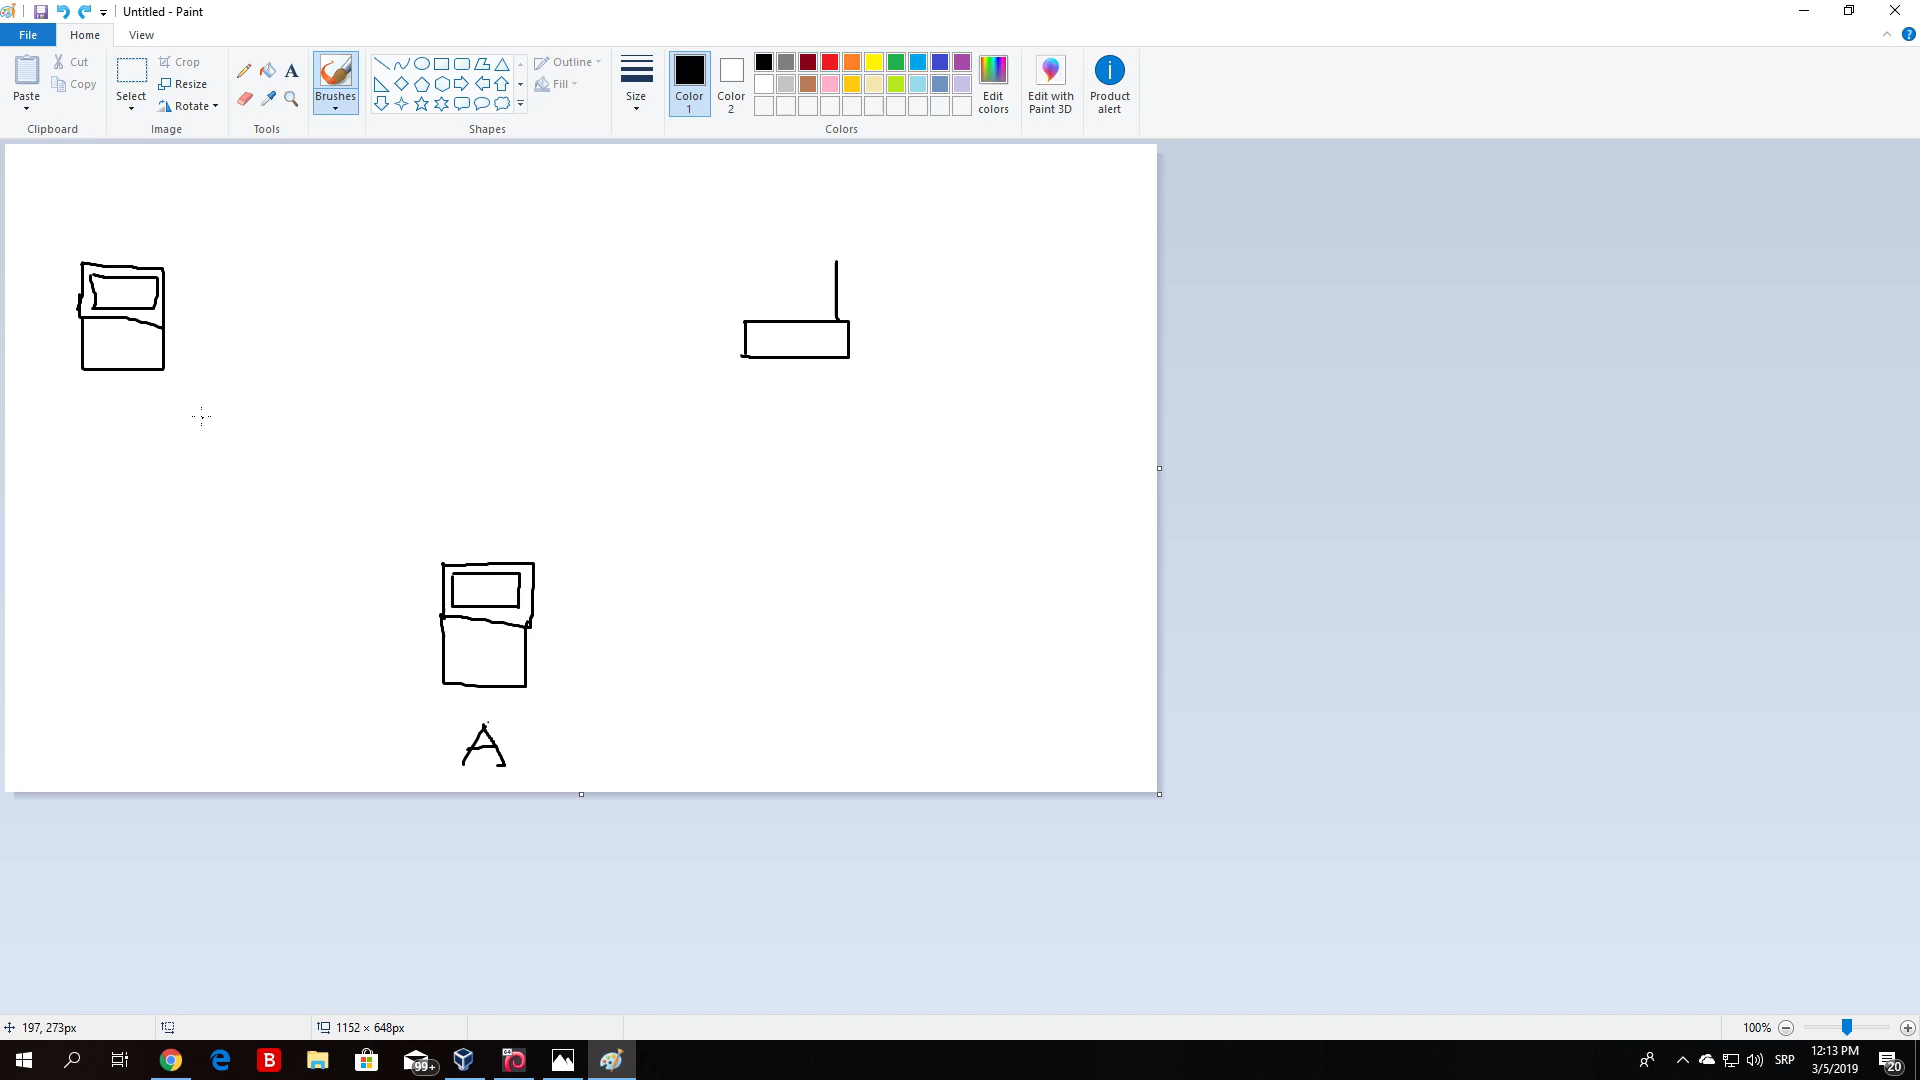 Untitled - Paint
File Home View
Paste
Cut
Copy
Clipboard
Select
Crop
Resize
Rotate
Image
Tools
Brushes
Shapes
Outline
Fill
Size
Color 1
Color 2
Colors
Edit colors
Edit with Paint 3D
Product alert
A
197, 273px
1152 × 648px
100%
B
99+
64
SRP
12:13 PM
3/5/2019
20